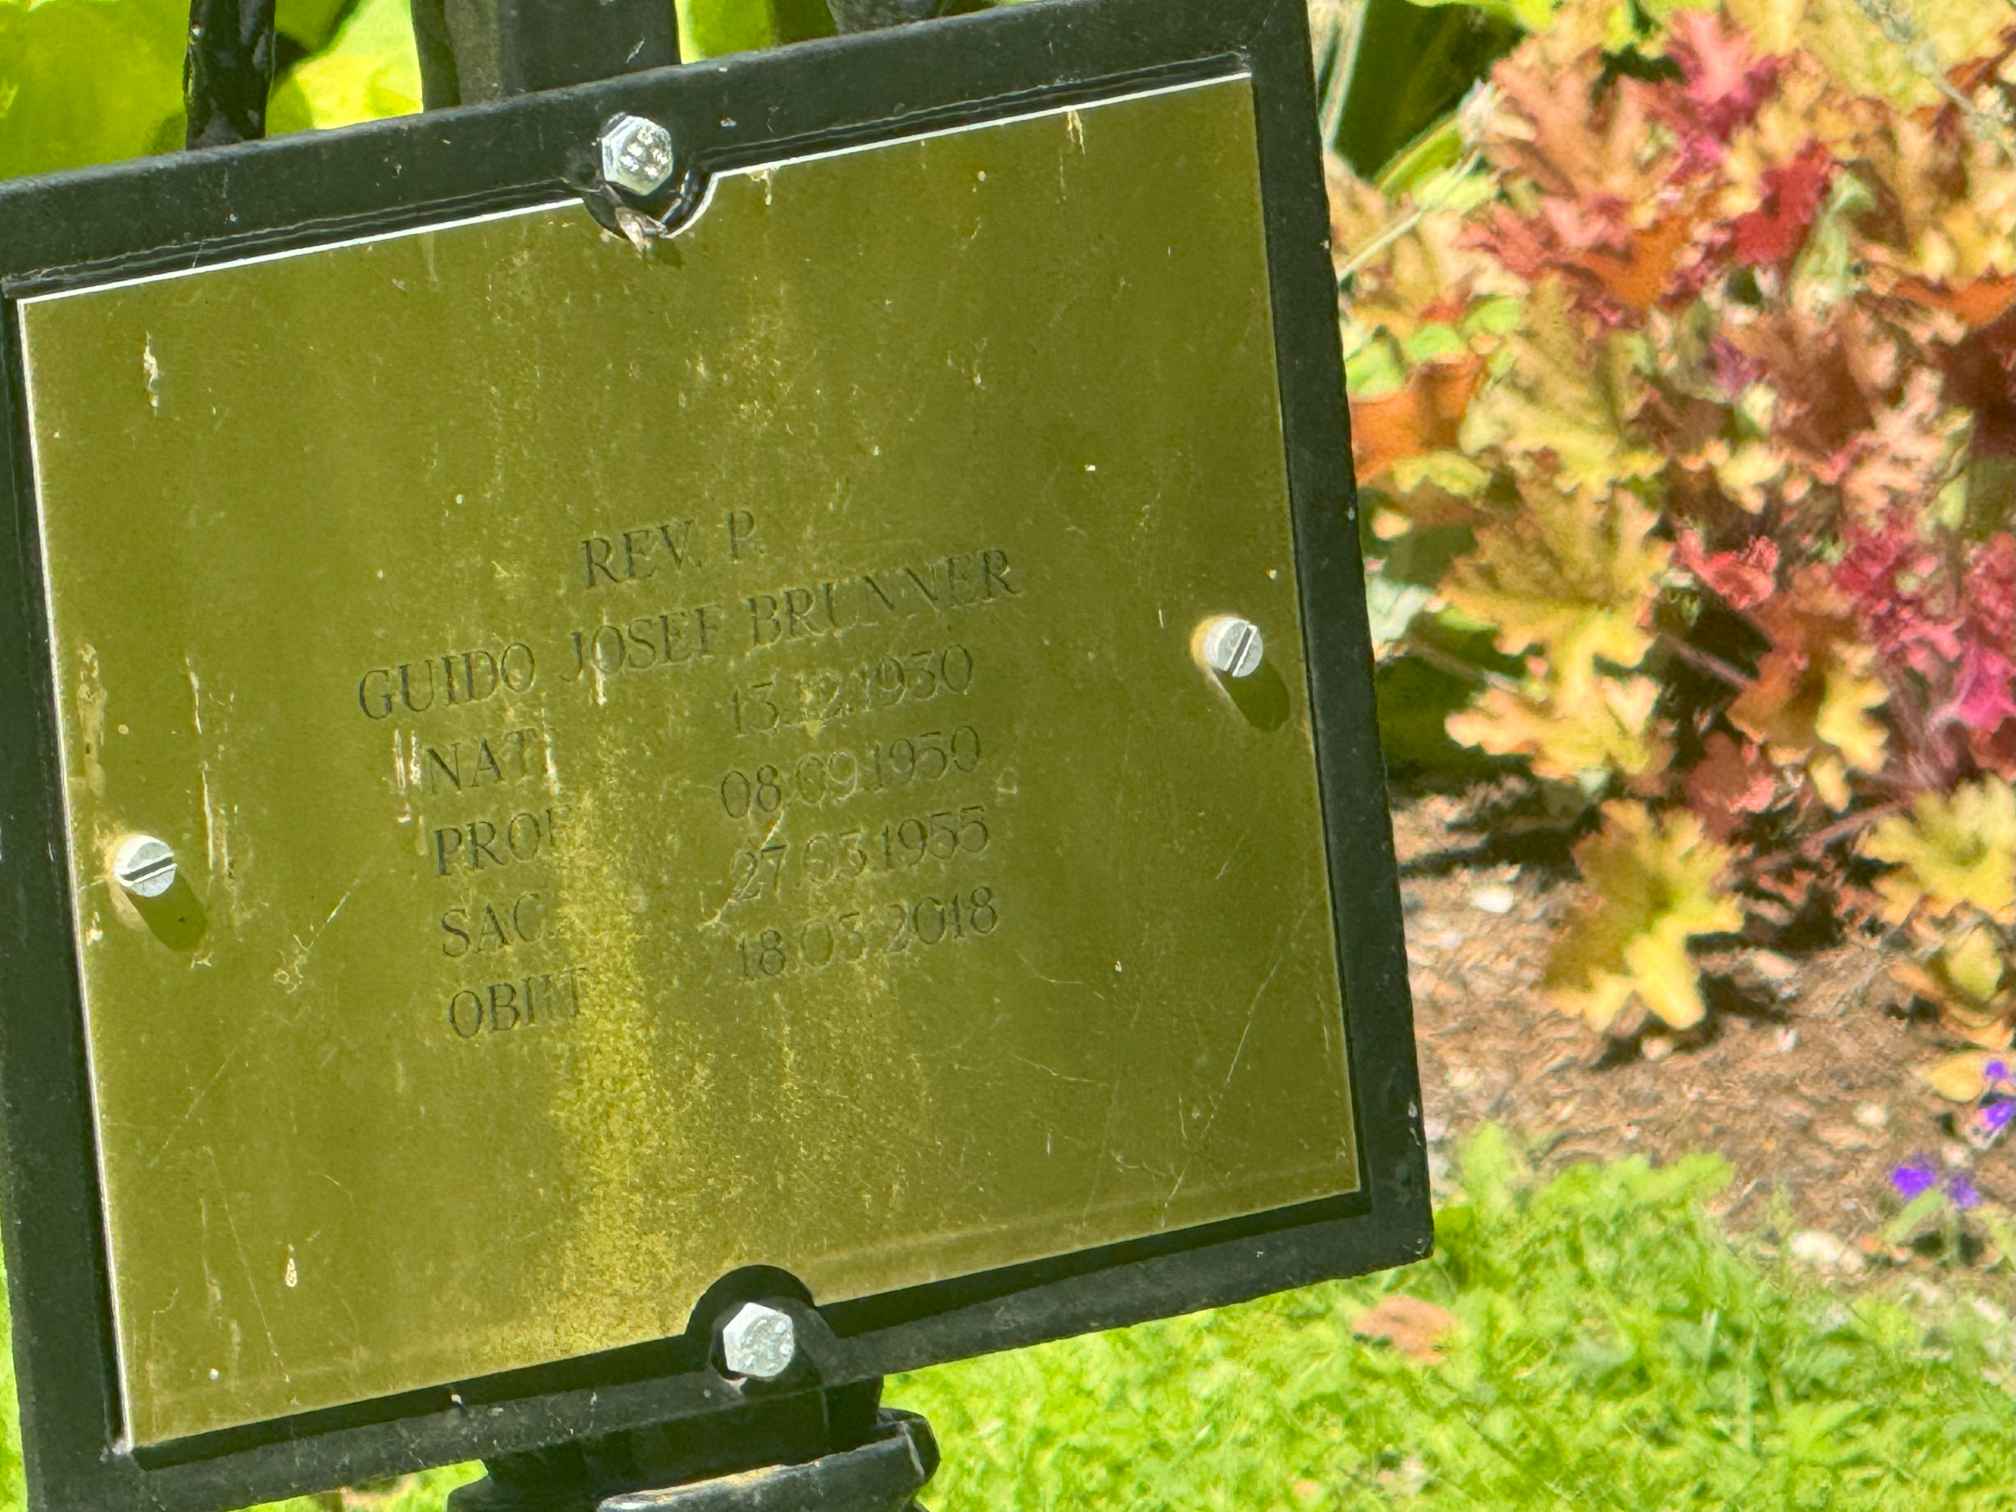 REV. P.
GUIDO JOSEF BRUNNER
NAT. 13.12.1930
PROF. 08.09.1950
SAC. 27.03.1955
OBIIT 18.03.2018